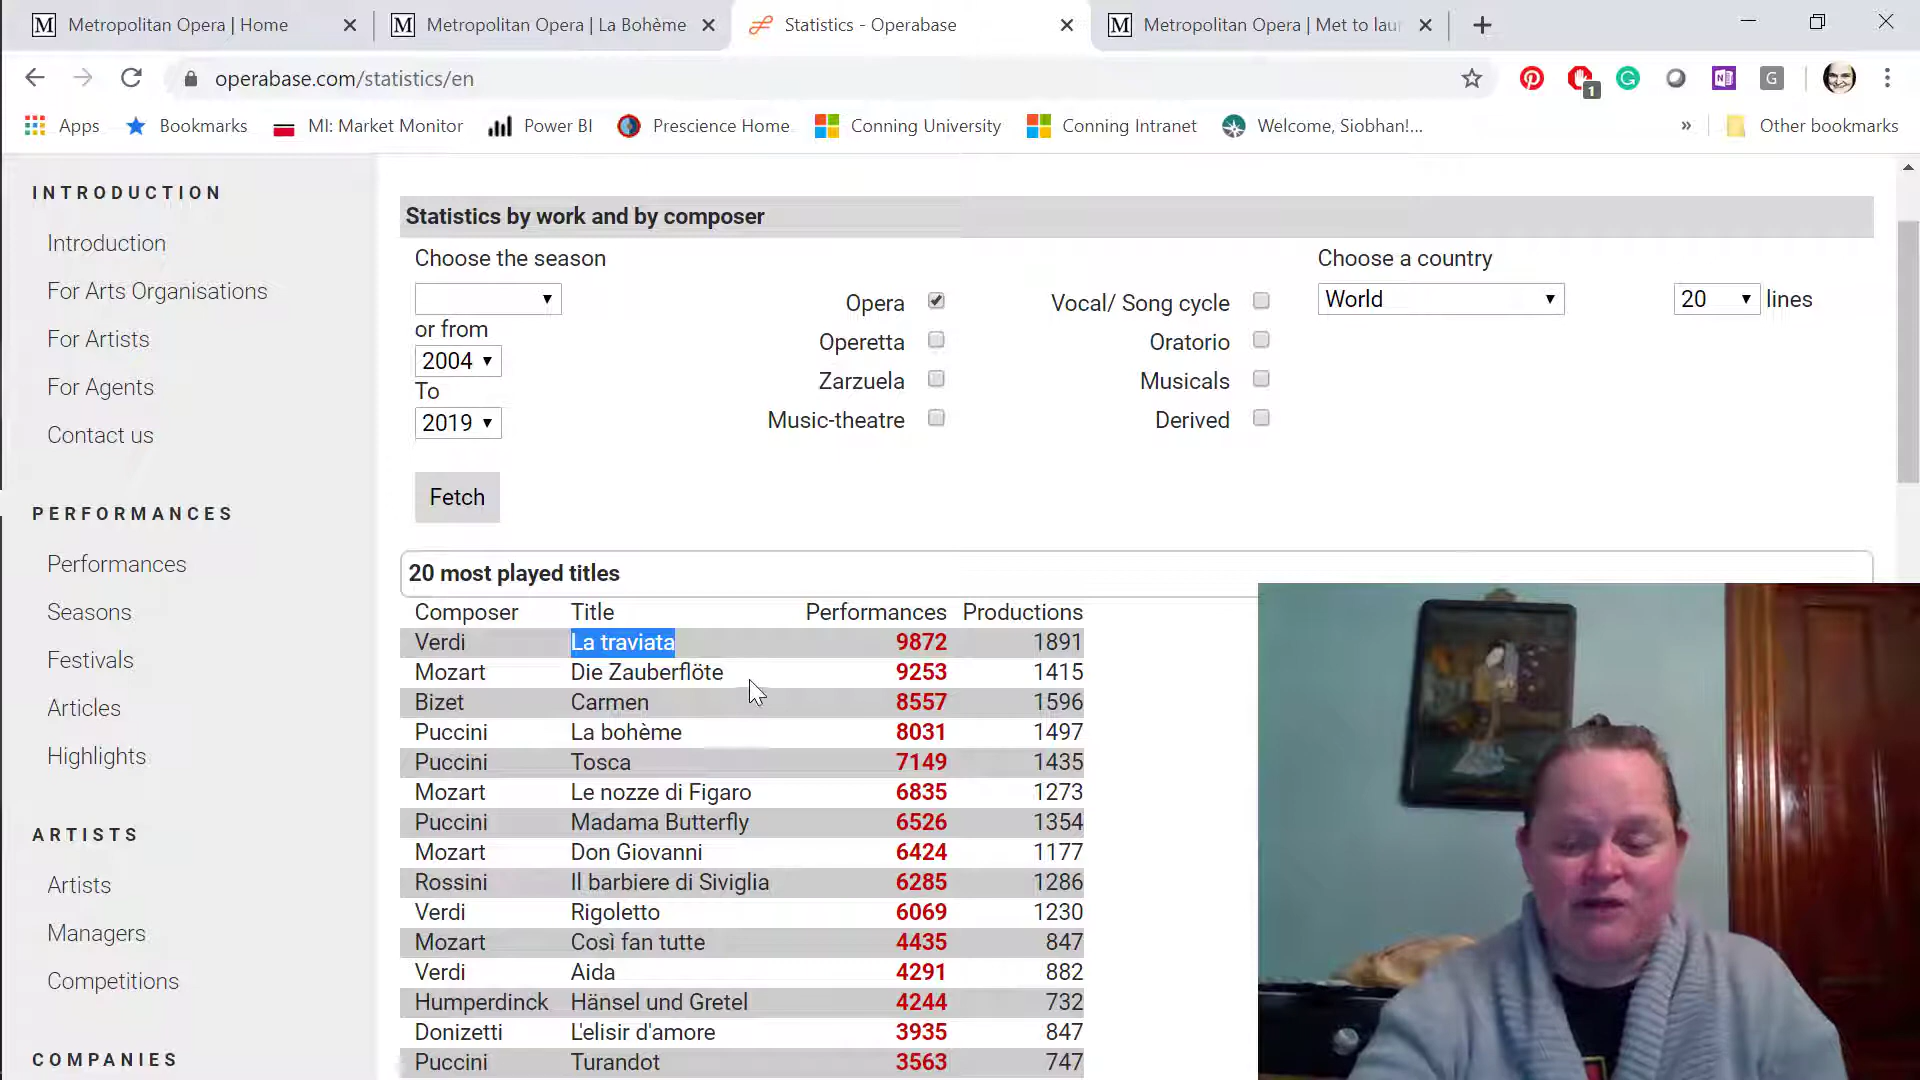 Metropolitan Opera | Home
Metropolitan Opera | La Bohème
Statistics - Operabase
Metropolitan Opera | Met to lau
operabase.com/statistics/en
1
G
Apps
Bookmarks
MI: Market Monitor
Power BI
Prescience Home
Conning University
Conning Intranet
Welcome, Siobhan!...
»
Other bookmarks
INTRODUCTION
Introduction
For Arts Organisations
For Artists
For Agents
Contact us
PERFORMANCES
Performances
Seasons
Festivals
Articles
Highlights
ARTISTS
Artists
Managers
Competitions
COMPANIES
Statistics by work and by composer
Choose the season
or from
2004
To
2019
Opera
Operetta
Zarzuela
Music-theatre
Vocal/ Song cycle
Oratorio
Musicals
Derived
Choose a country
World
20 lines
Fetch
20 most played titles
Composer Title Performances Productions
Verdi La traviata 9872 1891
Mozart Die Zauberflöte 9253 1415
Bizet Carmen 8557 1596
Puccini La bohème 8031 1497
Puccini Tosca 7149 1435
Mozart Le nozze di Figaro 6835 1273
Puccini Madama Butterfly 6526 1354
Mozart Don Giovanni 6424 1177
Rossini Il barbiere di Siviglia 6285 1286
Verdi Rigoletto 6069 1230
Mozart Così fan tutte 4435 847
Verdi Aida 4291 882
Humperdinck Hänsel und Gretel 4244 732
Donizetti L'elisir d'amore 3935 847
Puccini Turandot 3563 747